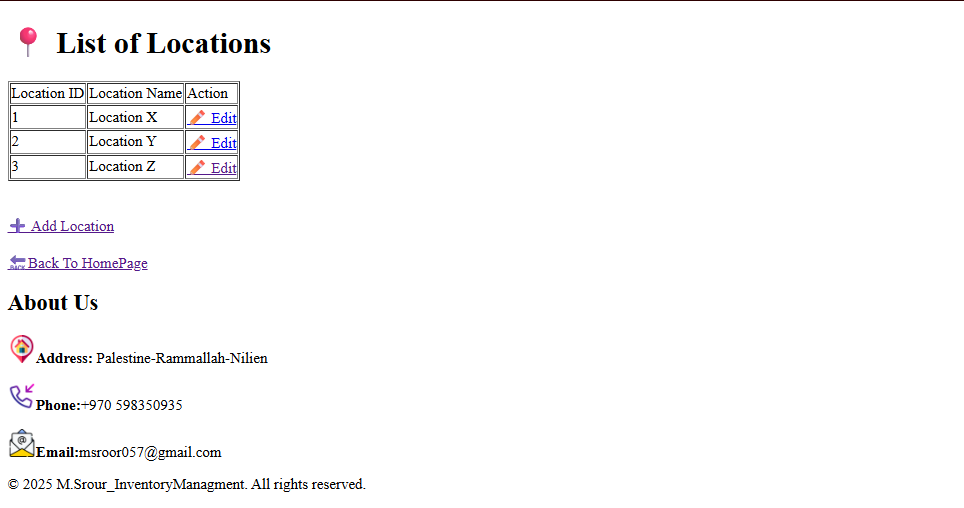 List of Locations
Location ID Location Name Action
1 Location X Edit
2 Location Y Edit
3 Location Z Edit
Add Location
BACK Back To HomePage
About Us
Address: Palestine-Rammallah-Nilien
Phone:+970 598350935
Email:msroor057@gmail.com
© 2025 M.Srour_InventoryManagment. All rights reserved.